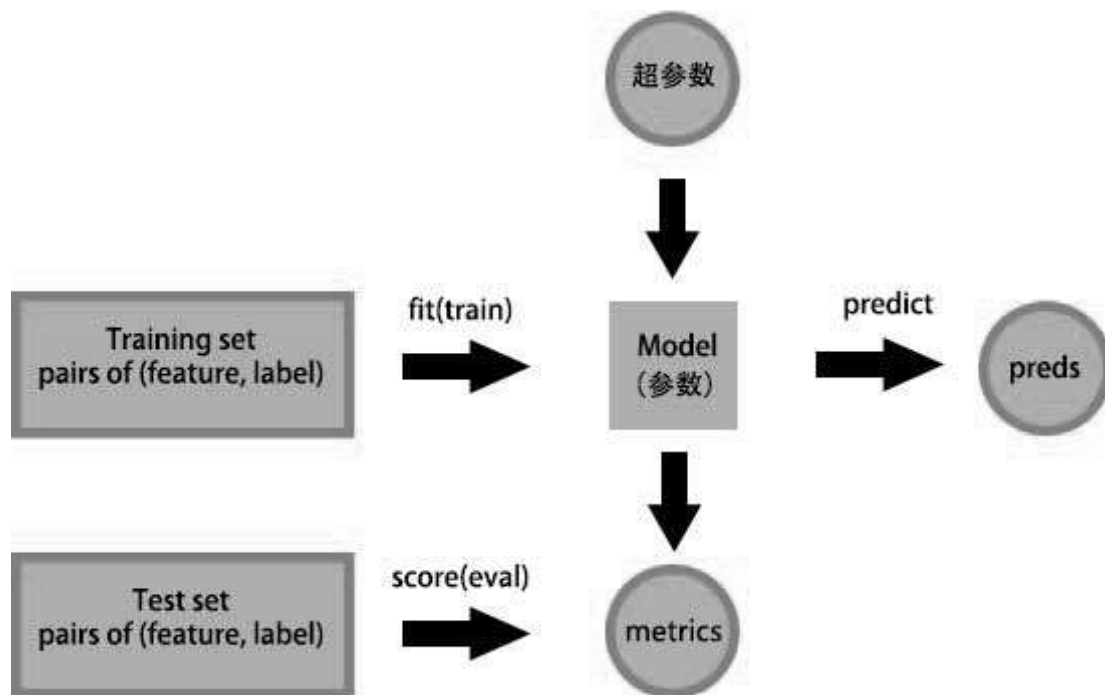 超参数
fit(train)
predict
Training set
pairs of (feature, label)
Model
(参数)
preds
score(eval)
Test set
pairs of (feature, label)
metrics